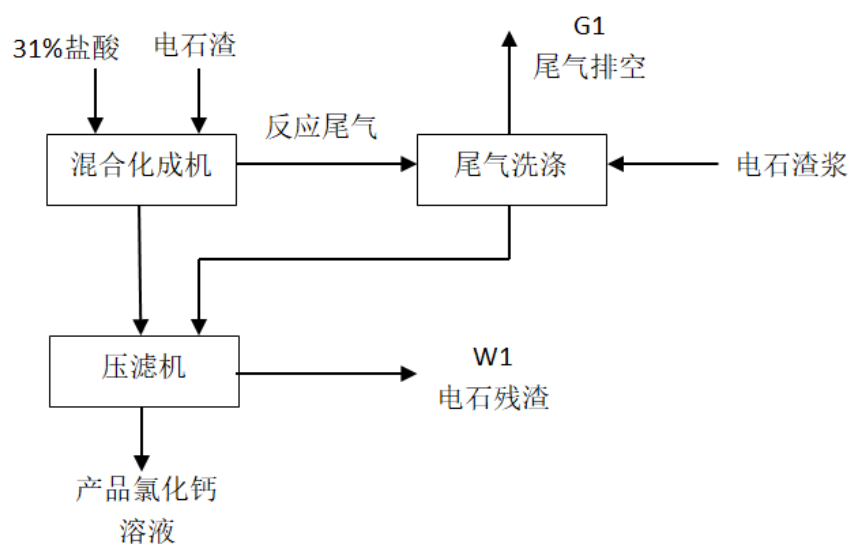 G1
尾气排空
31%盐酸
电石渣
反应尾气
混合化成机
尾气洗涤
电石渣浆
压滤机
W1
电石残渣
产品氯化钙
溶液